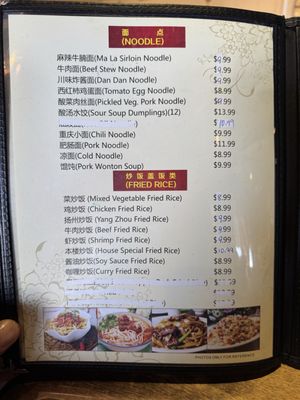 面 点
(NOODLE)
麻辣牛腩面(Ma La Sirloin Noodle) $9.99
牛肉面(Beef Stew Noodle) $9.99
川味炸酱面(Dan Dan Noodle) $9.99
西红柿鸡蛋面(Tomato Egg Noodle) $8.99
酸菜肉丝面(Pickled Veg. Pork Noodle) $9.99
酸汤水饺(Sour Soup Dumplings)(12) $13.99
重庆小面(Chili Noodle) $9.99
肥肠面(Pork Noodle) $11.99
凉面(Cold Noodle) $8.99
馄饨(Pork Wonton Soup) $9.99
炒饭盖饭类
(FRIED RICE)
菜炒饭 (Mixed Vegetable Fried Rice) $8.99
鸡炒饭 (Chicken Fried Rice) $8.99
扬州炒饭 (Yang Zhou Fried Rice) $9.99
牛肉炒饭 (Beef Fried Rice) $9.99
虾炒饭 (Shrimp Fried Rice) $9.99
本楼炒饭 (House Special Fried Rice) $10.99
酱油炒饭(Soy Sauce Fried Rice) $8.99
咖喱炒饭(Curry Fried Rice) $8.99
PHOTOS ONLY FOR REFERENCE